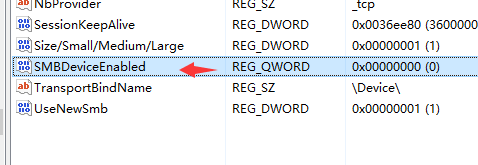 NbProvider REG_SZ _tcp
SessionKeepAlive REG_DWORD 0x0036ee80 (3600000
Size/Small/Medium/Large REG_DWORD 0x00000001 (1)
SMBDeviceEnabled REG_QWORD 0x00000000 (0)
TransportBindName REG_SZ \Device\
UseNewSmb REG_DWORD 0x00000001 (1)